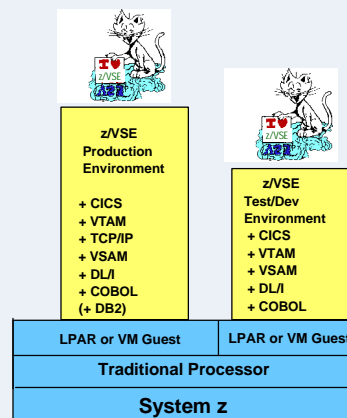 I ♥
z/VSE
z/VSE
Production
Environment
+ CICS
+ VTAM
+ TCP/IP
+ VSAM
+ DL/I
+ COBOL
(+ DB2)
I ♥
z/VSE
z/VSE
Test/Dev
Environment
+ CICS
+ VTAM
+ VSAM
+ DL/I
+ COBOL
LPAR or VM Guest
LPAR or VM Guest
Traditional Processor
System z